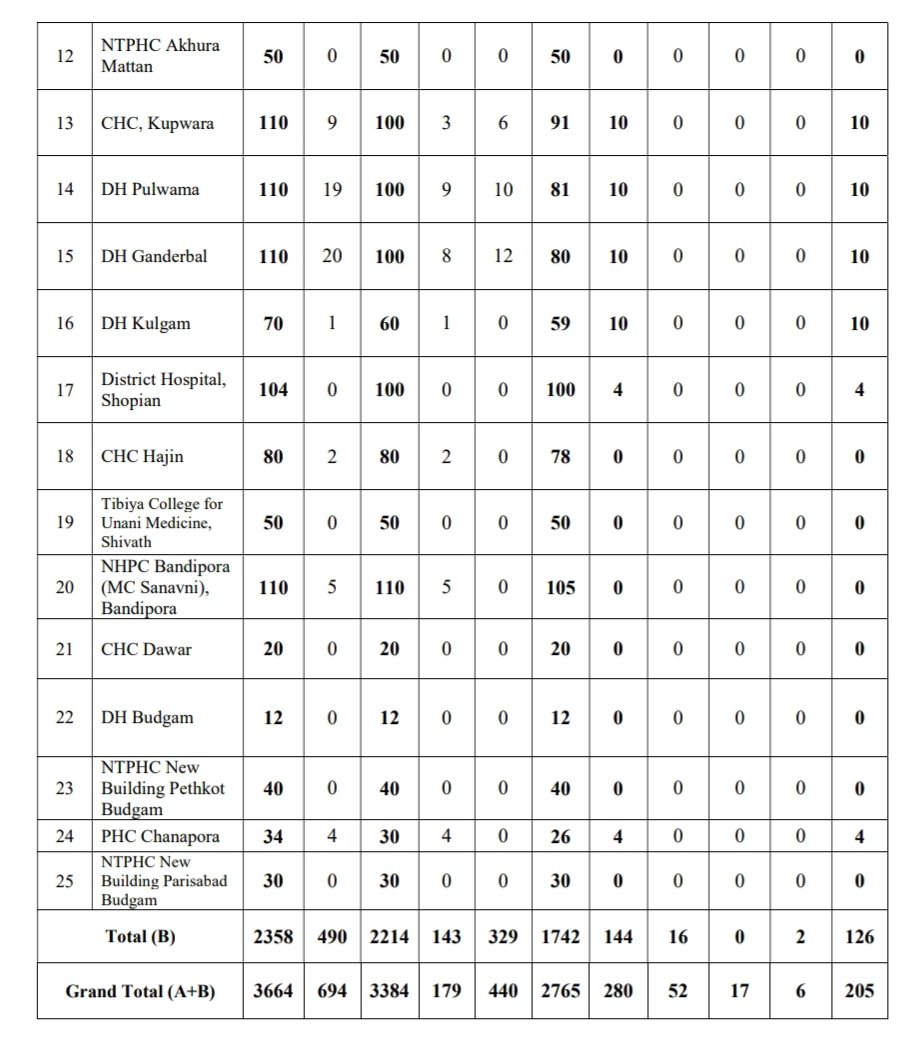 12 NTPHC Akhura Mattan 50 0 50 0 0 50 0 0 0 0 0
13 CHC, Kupwara 110 9 100 3 6 91 10 0 0 0 10
14 DH Pulwama 110 19 100 9 10 81 10 0 0 0 10
15 DH Ganderbal 110 20 100 8 12 80 10 0 0 0 10
16 DH Kulgam 70 1 60 1 0 59 10 0 0 0 10
17 District Hospital, Shopian 104 0 100 0 0 100 4 0 0 0 4
18 CHC Hajin 80 2 80 2 0 78 0 0 0 0 0
19 Tibiya College for Unani Medicine, Shivath 50 0 50 0 0 50 0 0 0 0 0
20 NHPC Bandipora (MC Sanavni), Bandipora 110 5 110 5 0 105 0 0 0 0 0
21 CHC Dawar 20 0 20 0 0 20 0 0 0 0 0
22 DH Budgam 12 0 12 0 0 12 0 0 0 0 0
23 NTPHC New Building Pethkot Budgam 40 0 40 0 0 40 0 0 0 0 0
24 PHC Chanapora 34 4 30 4 0 26 4 0 0 0 4
25 NTPHC New Building Parisabad Budgam 30 0 30 0 0 30 0 0 0 0 0
Total (B) 2358 490 2214 143 329 1742 144 16 0 2 126
Grand Total (A+B) 3664 694 3384 179 440 2765 280 52 17 6 205